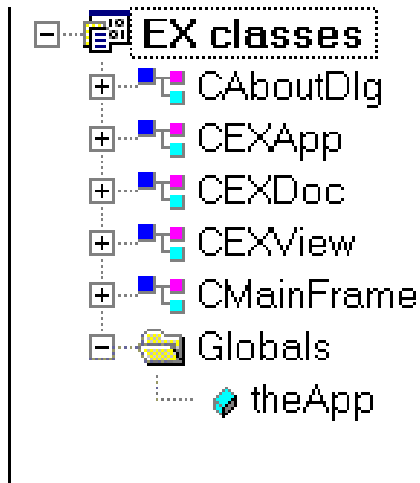 EX classes
CAboutDlg
CEXApp
CEXDoc
CEXView
CMainFrame
Globals
theApp